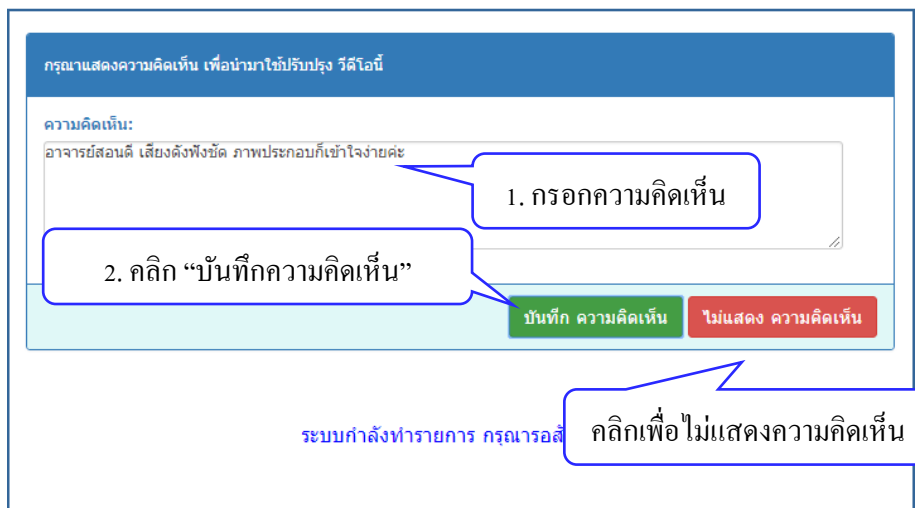 กรุณาแสดงความคิดเห็น เพื่อนำมาใช้ปรับปรุง วีดีโอนี้
ความคิดเห็น:
อาจารย์สอนดี เสียงดังฟังชัด ภาพประกอบก็เข้าใจง่ายค่ะ
1. กรอกความคิดเห็น
2. คลิก “บันทึกความคิดเห็น”
บันทึก ความคิดเห็น
ไม่แสดง ความคิดเห็น
ระบบกำลังทำรายการ กรุณารอสั
คลิกเพื่อไม่แสดงความคิดเห็น